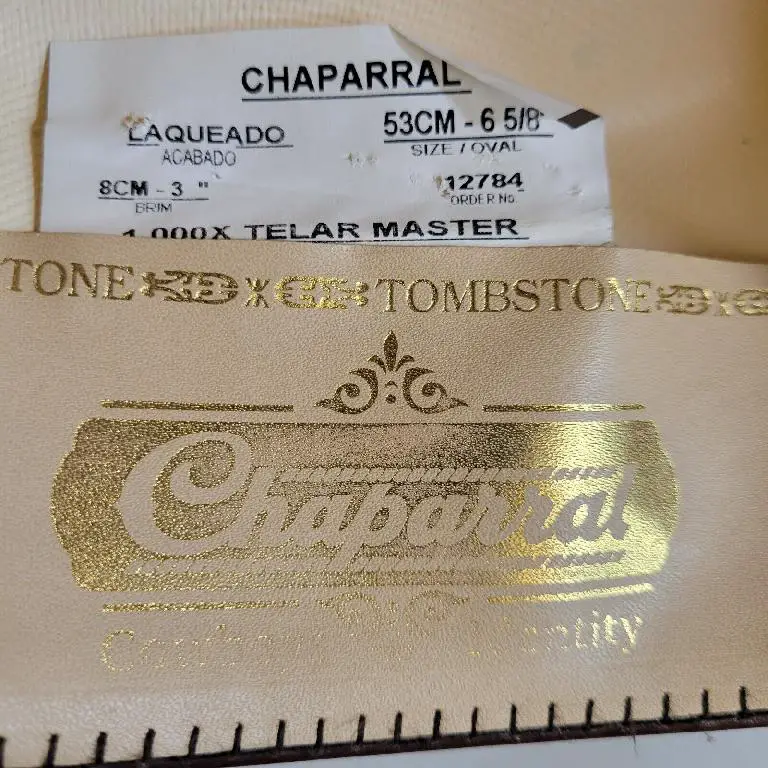 CHAPARRAL
LAQUEADO 53CM - 6 5/8
ACABADO SIZE / OVAL
8CM - 3 " 12784
BRIM ORDER No.
1.000X TELAR MASTER
TONE TOMBSTONE
Chaparral